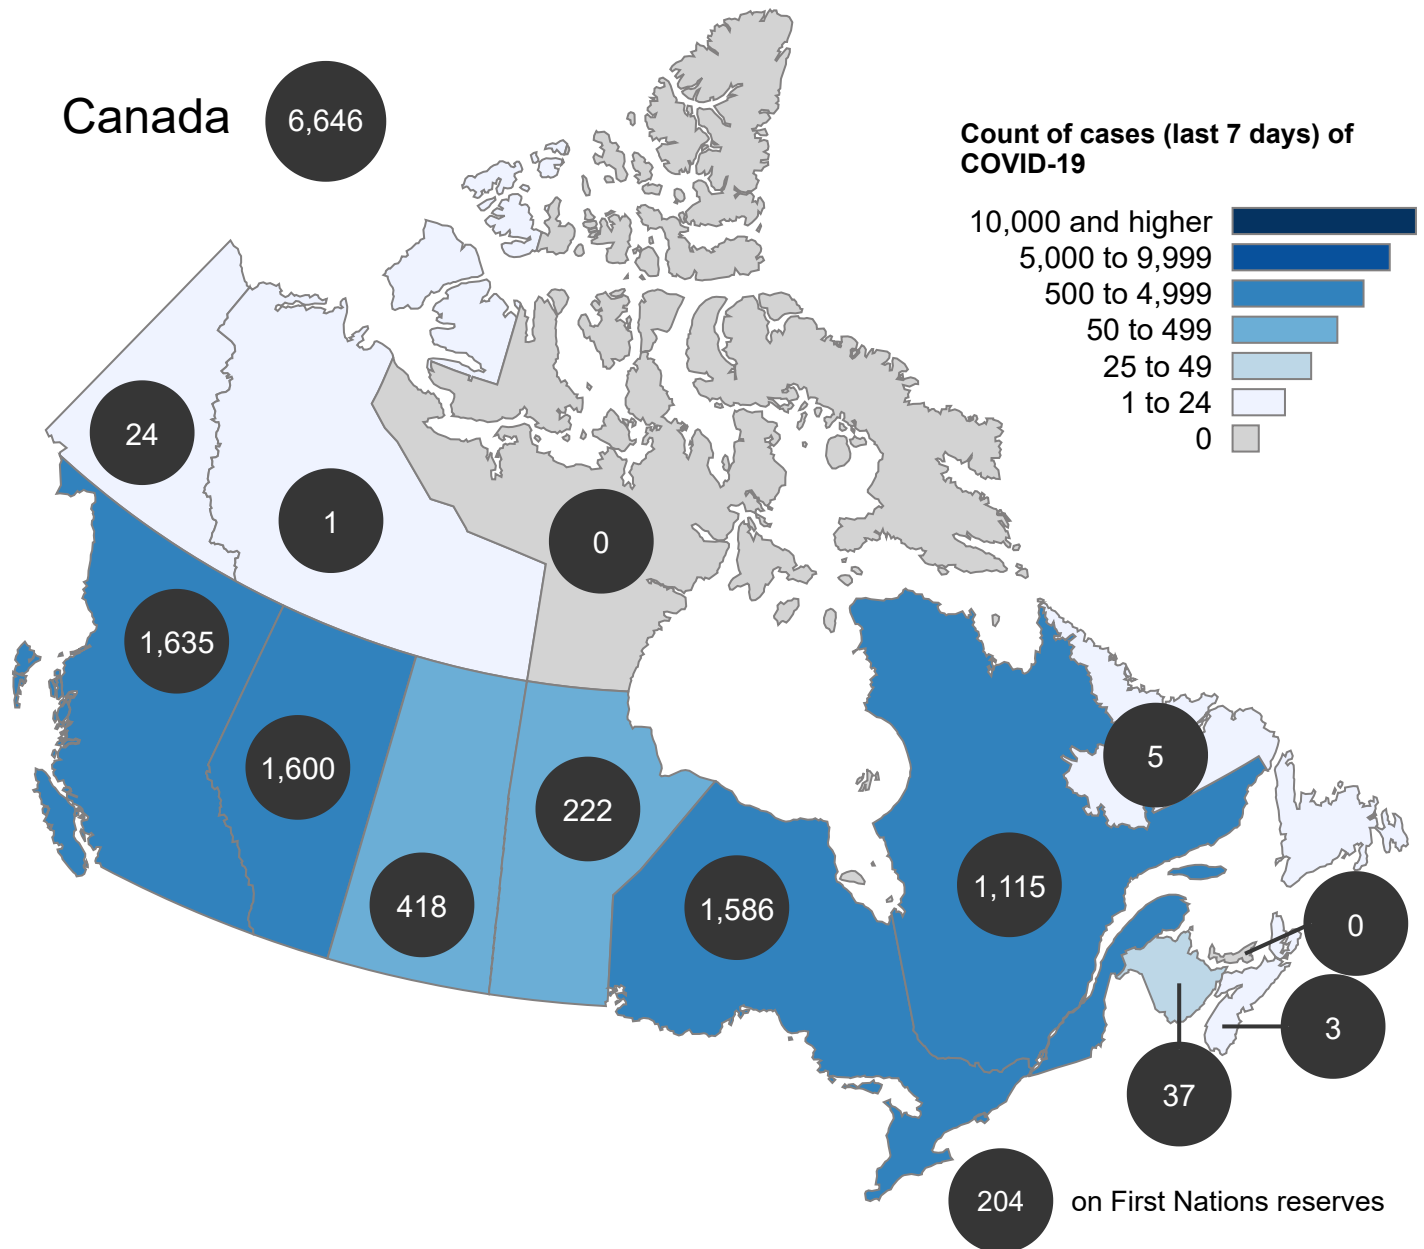 Canada
6,646
Count of cases (last 7 days) of
COVID-19
10,000 and higher
5,000 to 9,999
500 to 4,999
50 to 499
25 to 49
1 to 24
0
24
1
0
1,635
1,600
418
222
1,586
1,115
5
0
3
37
204 on First Nations reserves